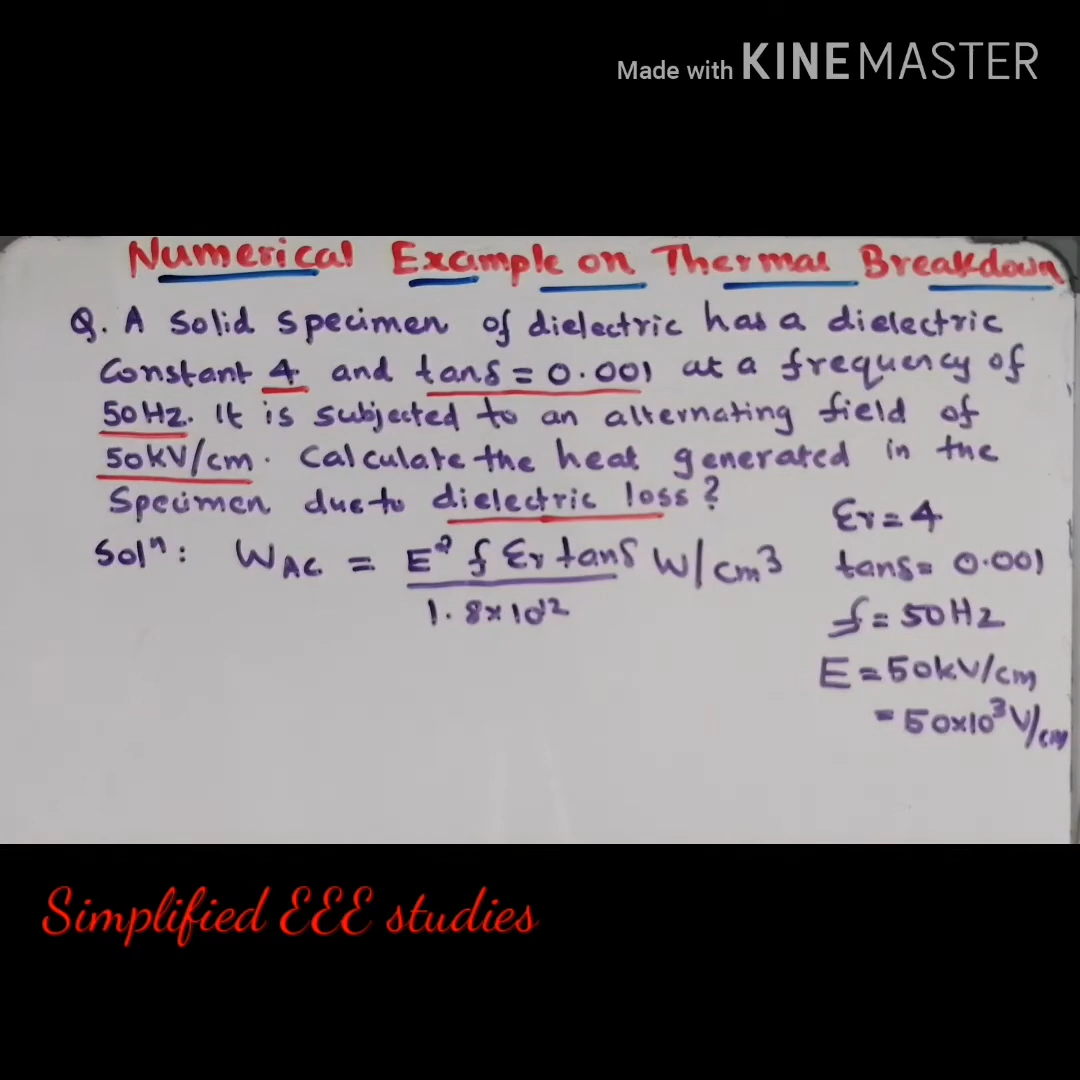 Made with KINEMASTER
Numerical Example on Thermal Breakdown
Q. A Solid specimen of dielectric has a dielectric
Constant 4 and tanδ = 0.001 at a frequency of
50Hz. It is subjected to an alternating field of
50kV/cm. Calculate the heat generated in the
Specimen due to dielectric loss?
Solⁿ: W_AC = E² f Ɛr tanδ W/cm³
1.8×10¹²
Ɛr = 4
tanδ = 0.001
f = 50Hz
E = 50kV/cm
= 50×10³ V/cm
Simplified EEE studies